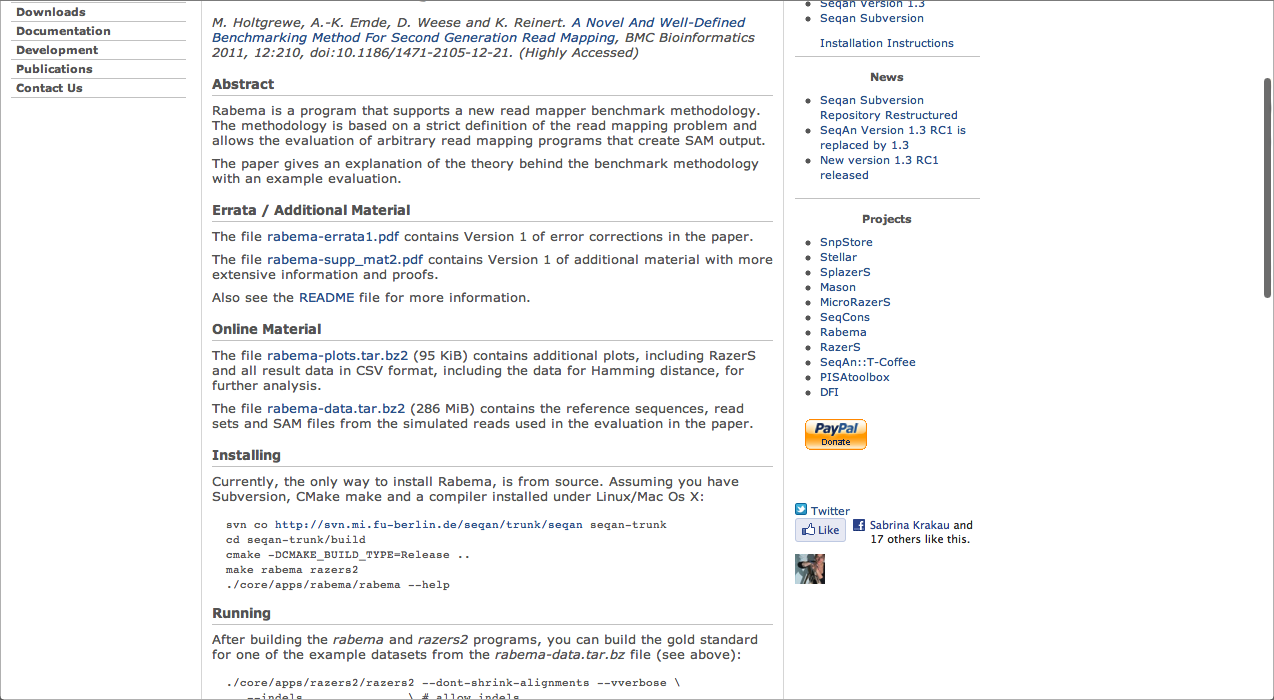 Downloads
Documentation
Development
Publications
Contact Us
M. Holtgrewe, A.-K. Emde, D. Weese and K. Reinert. A Novel And Well-Defined
Benchmarking Method For Second Generation Read Mapping, BMC Bioinformatics
2011, 12:210, doi:10.1186/1471-2105-12-21. (Highly Accessed)
Abstract
Rabema is a program that supports a new read mapper benchmark methodology.
The methodology is based on a strict definition of the read mapping problem and
allows the evaluation of arbitrary read mapping programs that create SAM output.
The paper gives an explanation of the theory behind the benchmark methodology
with an example evaluation.
Errata / Additional Material
The file rabema-errata1.pdf contains Version 1 of error corrections in the paper.
The file rabema-supp_mat2.pdf contains Version 1 of additional material with more
extensive information and proofs.
Also see the README file for more information.
Online Material
The file rabema-plots.tar.bz2 (95 KiB) contains additional plots, including RazerS
and all result data in CSV format, including the data for Hamming distance, for
further analysis.
The file rabema-data.tar.bz2 (286 MiB) contains the reference sequences, read
sets and SAM files from the simulated reads used in the evaluation in the paper.
Installing
Currently, the only way to install Rabema, is from source. Assuming you have
Subversion, CMake make and a compiler installed under Linux/Mac Os X:
svn co http://svn.mi.fu-berlin.de/seqan/trunk/seqan seqan-trunk
cd seqan-trunk/build
cmake -DCMAKE_BUILD_TYPE=Release ..
make rabema razers2
./core/apps/rabema/rabema --help
Running
After building the rabema and razers2 programs, you can build the gold standard
for one of the example datasets from the rabema-data.tar.bz file (see above):
./core/apps/razers2/razers2 --dont-shrink-alignments --vverbose \
--indels \ # allow indels
Seqan Version 1.3
Seqan Subversion
Installation Instructions
News
Seqan Subversion
Repository Restructured
SeqAn Version 1.3 RC1 is
replaced by 1.3
New version 1.3 RC1
released
Projects
SnpStore
Stellar
SplazerS
Mason
MicroRazerS
SeqCons
Rabema
RazerS
SeqAn::T-Coffee
PISAtoolbox
DFI
PayPal
Donate
Twitter
Like
Sabrina Krakau and
17 others like this.